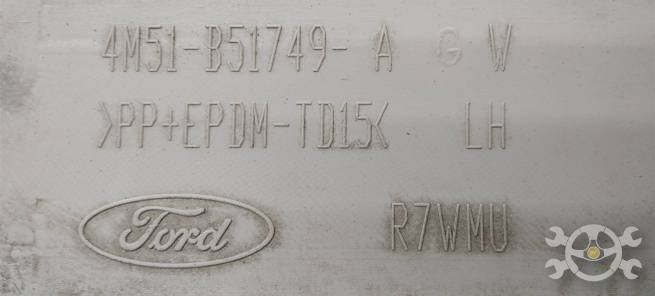 4M51-B51749- A G W
>PP+EPDM-TD15< LH
Ford R7WMU